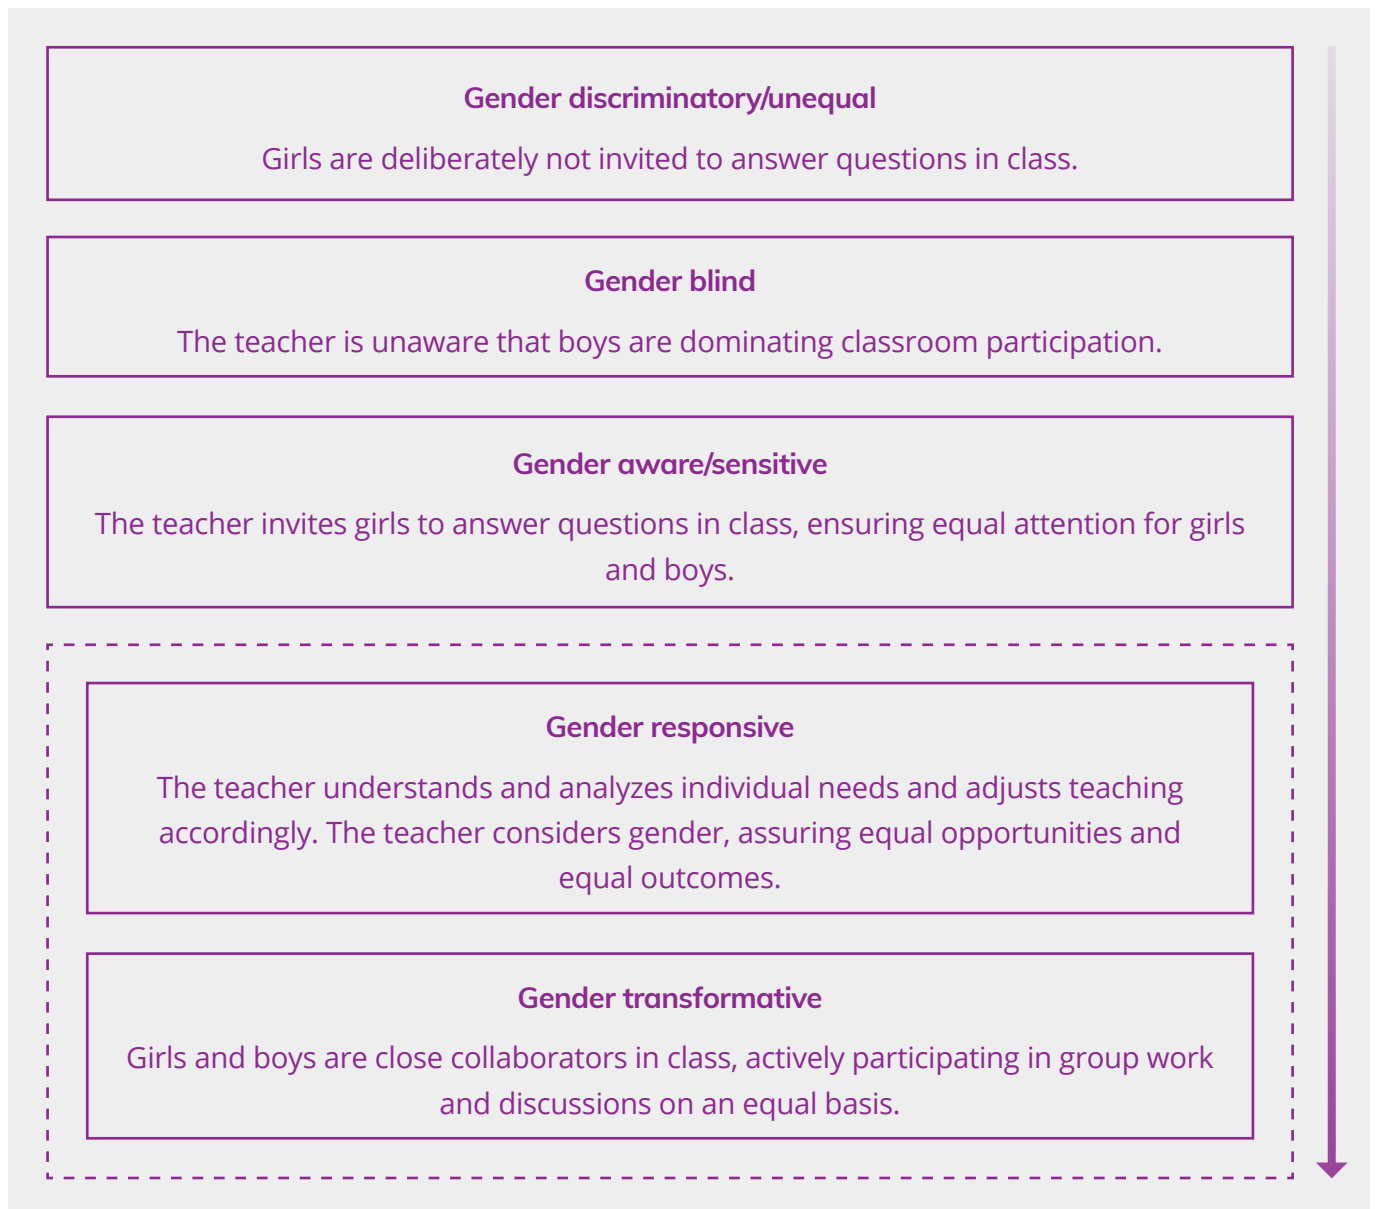 Gender discriminatory/unequal
Girls are deliberately not invited to answer questions in class.
Gender blind
The teacher is unaware that boys are dominating classroom participation.
Gender aware/sensitive
The teacher invites girls to answer questions in class, ensuring equal attention for girls
and boys.
Gender responsive
The teacher understands and analyzes individual needs and adjusts teaching
accordingly. The teacher considers gender, assuring equal opportunities and
equal outcomes.
Gender transformative
Girls and boys are close collaborators in class, actively participating in group work
and discussions on an equal basis.